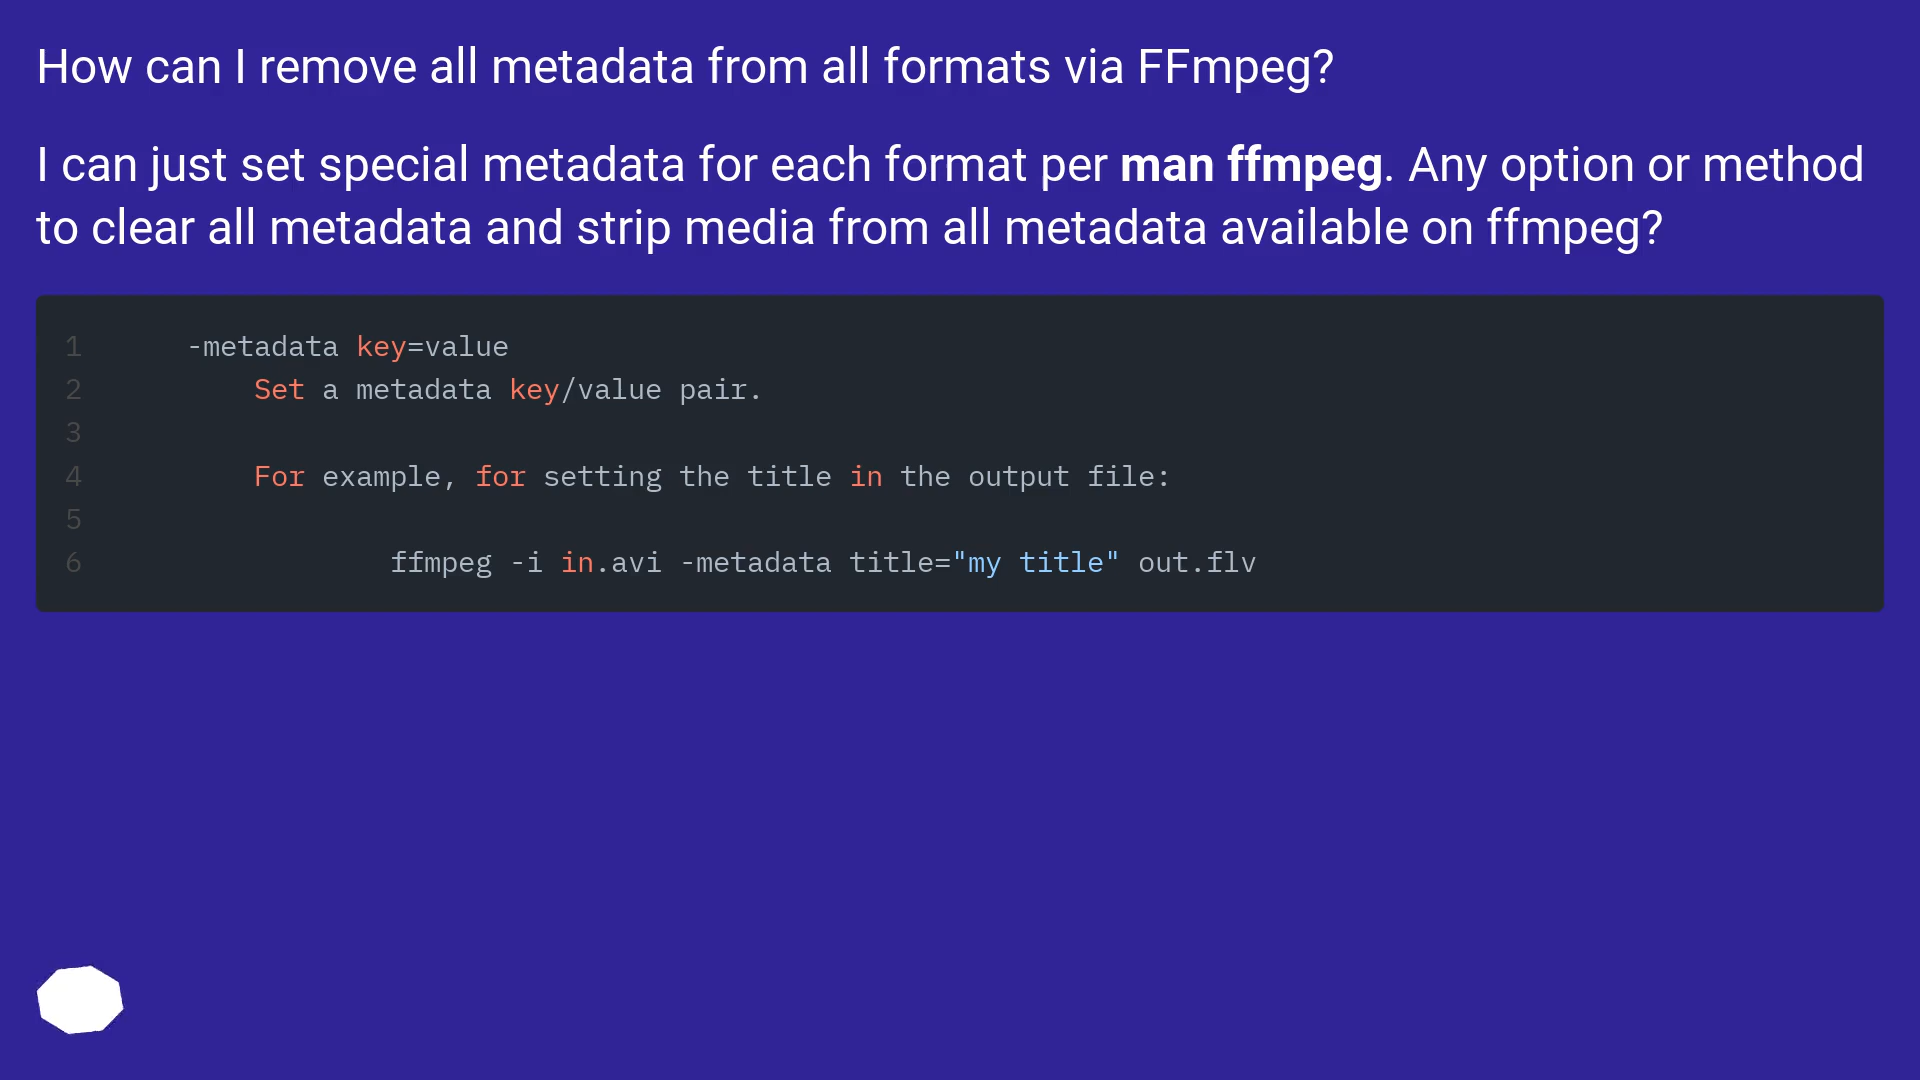 How can I remove all metadata from all formats via FFmpeg?
I can just set special metadata for each format per man ffmpeg. Any option or method
to clear all metadata and strip media from all metadata available on ffmpeg?
1 -metadata key=value
2 Set a metadata key/value pair.
3
4 For example, for setting the title in the output file:
5
6 ffmpeg -i in.avi -metadata title="my title" out.flv